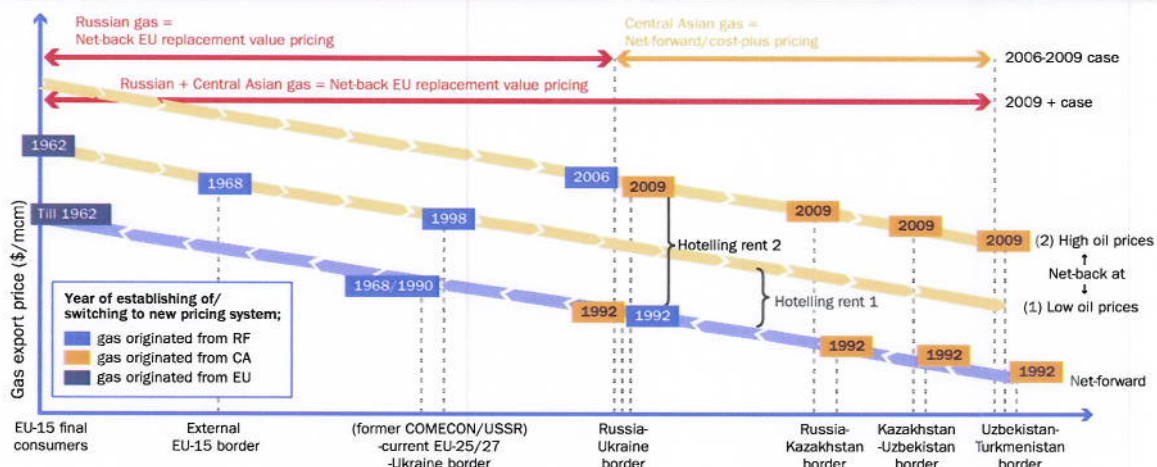 Russian gas =
Net-back EU replacement value pricing
Central Asian gas =
Net-forward/cost-plus pricing
2006-2009 case
Russian + Central Asian gas = Net-back EU replacement value pricing
2009 + case
Gas export price ($/mcm)
1962
1968
2006
2009
Till 1962
1998
2009
2009
2009
(2) High oil prices
Net-back at
(1) Low oil prices
Hotelling rent 2
Hotelling rent 1
1968/1990
1992
1992
1992
1992
1992
Net-forward
Year of establishing of/
switching to new pricing system;
gas originated from RF
gas originated from CA
gas originated from EU
EU-15 final
consumers
External
EU-15 border
(former COMECON/USSR)
-current EU-25/27
-Ukraine border
Russia-
Ukraine
border
Russia-
Kazakhstan
border
Kazakhstan
-Uzbekistan
border
Uzbekistan-
Turkmenistan
border